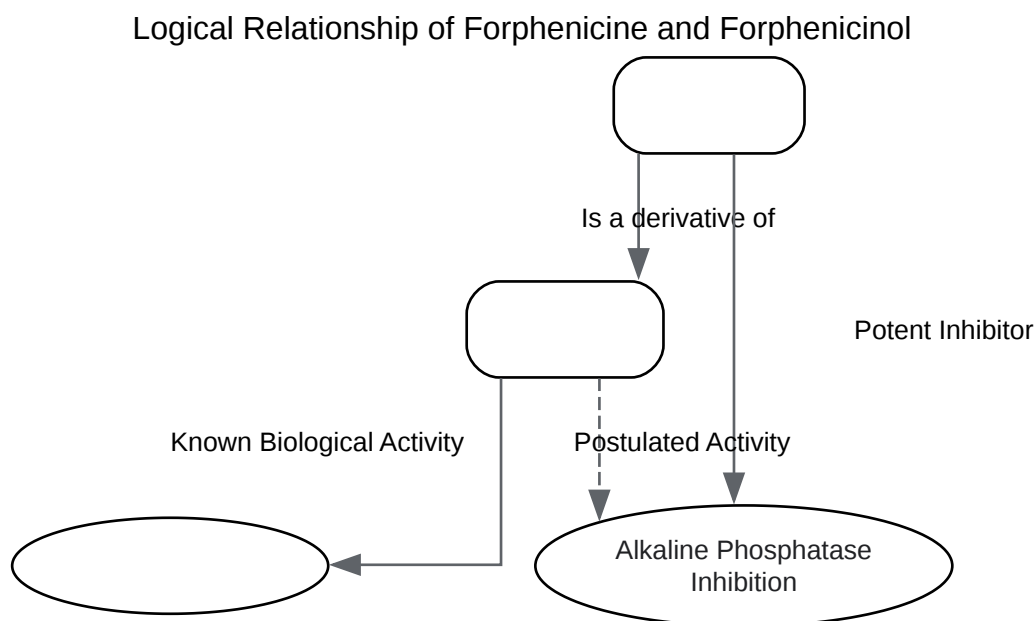 Logical Relationship of Forphenicine and Forphenicinol
Is a derivative of
Potent Inhibitor
Known Biological Activity
Postulated Activity
Alkaline Phosphatase
Inhibition